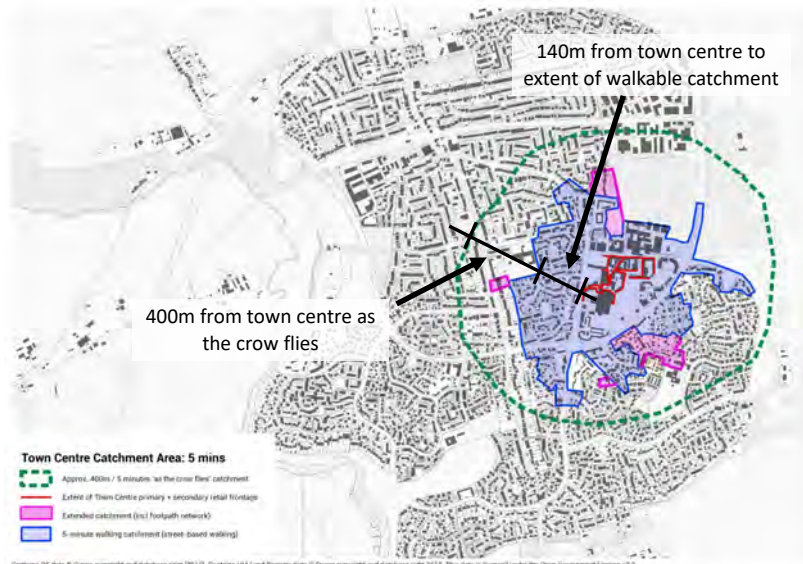 140m from town centre to
extent of walkable catchment
400m from town centre as
the crow flies
Town Centre Catchment Area: 5 mins
Approx. 400m / 5 minutes 'as the crow flies' catchment
Extent of Town Centre primary + secondary retail frontage
Extended catchment (incl footpath network)
5-minute walking catchment (street-based walking)